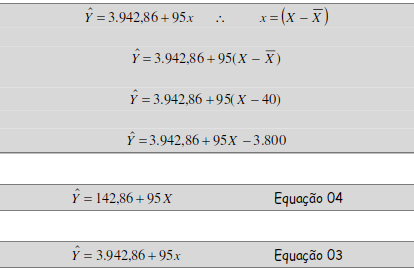 Ŷ = 3.942,86 + 95x ∴ x = (X − X̅)
Ŷ = 3.942,86 + 95(X − X̅)
Ŷ = 3.942,86 + 95(X − 40)
Ŷ = 3.942,86 + 95X − 3.800
Ŷ = 142,86 + 95X Equação 04
Ŷ = 3.942,86 + 95x Equação 03